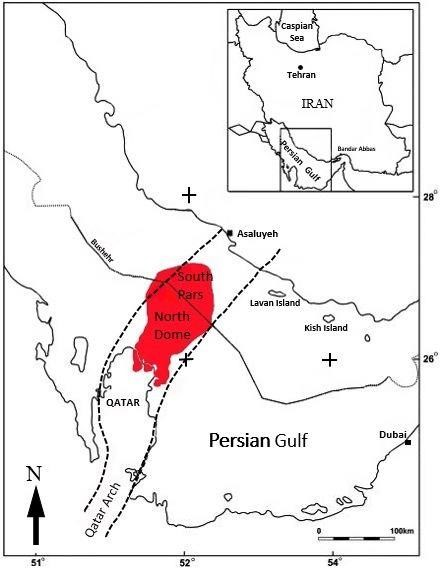 Caspian
Sea
Tehran
IRAN
Bandar Abbas
Persian Gulf
28°
Asaluyeh
Bushehr
South
Pars
Lavan Island
North
Dome
Kish Island
26°
QATAR
Persian Gulf
Dubai
N
Qatar Arch
0
100km
51°
52°
54°